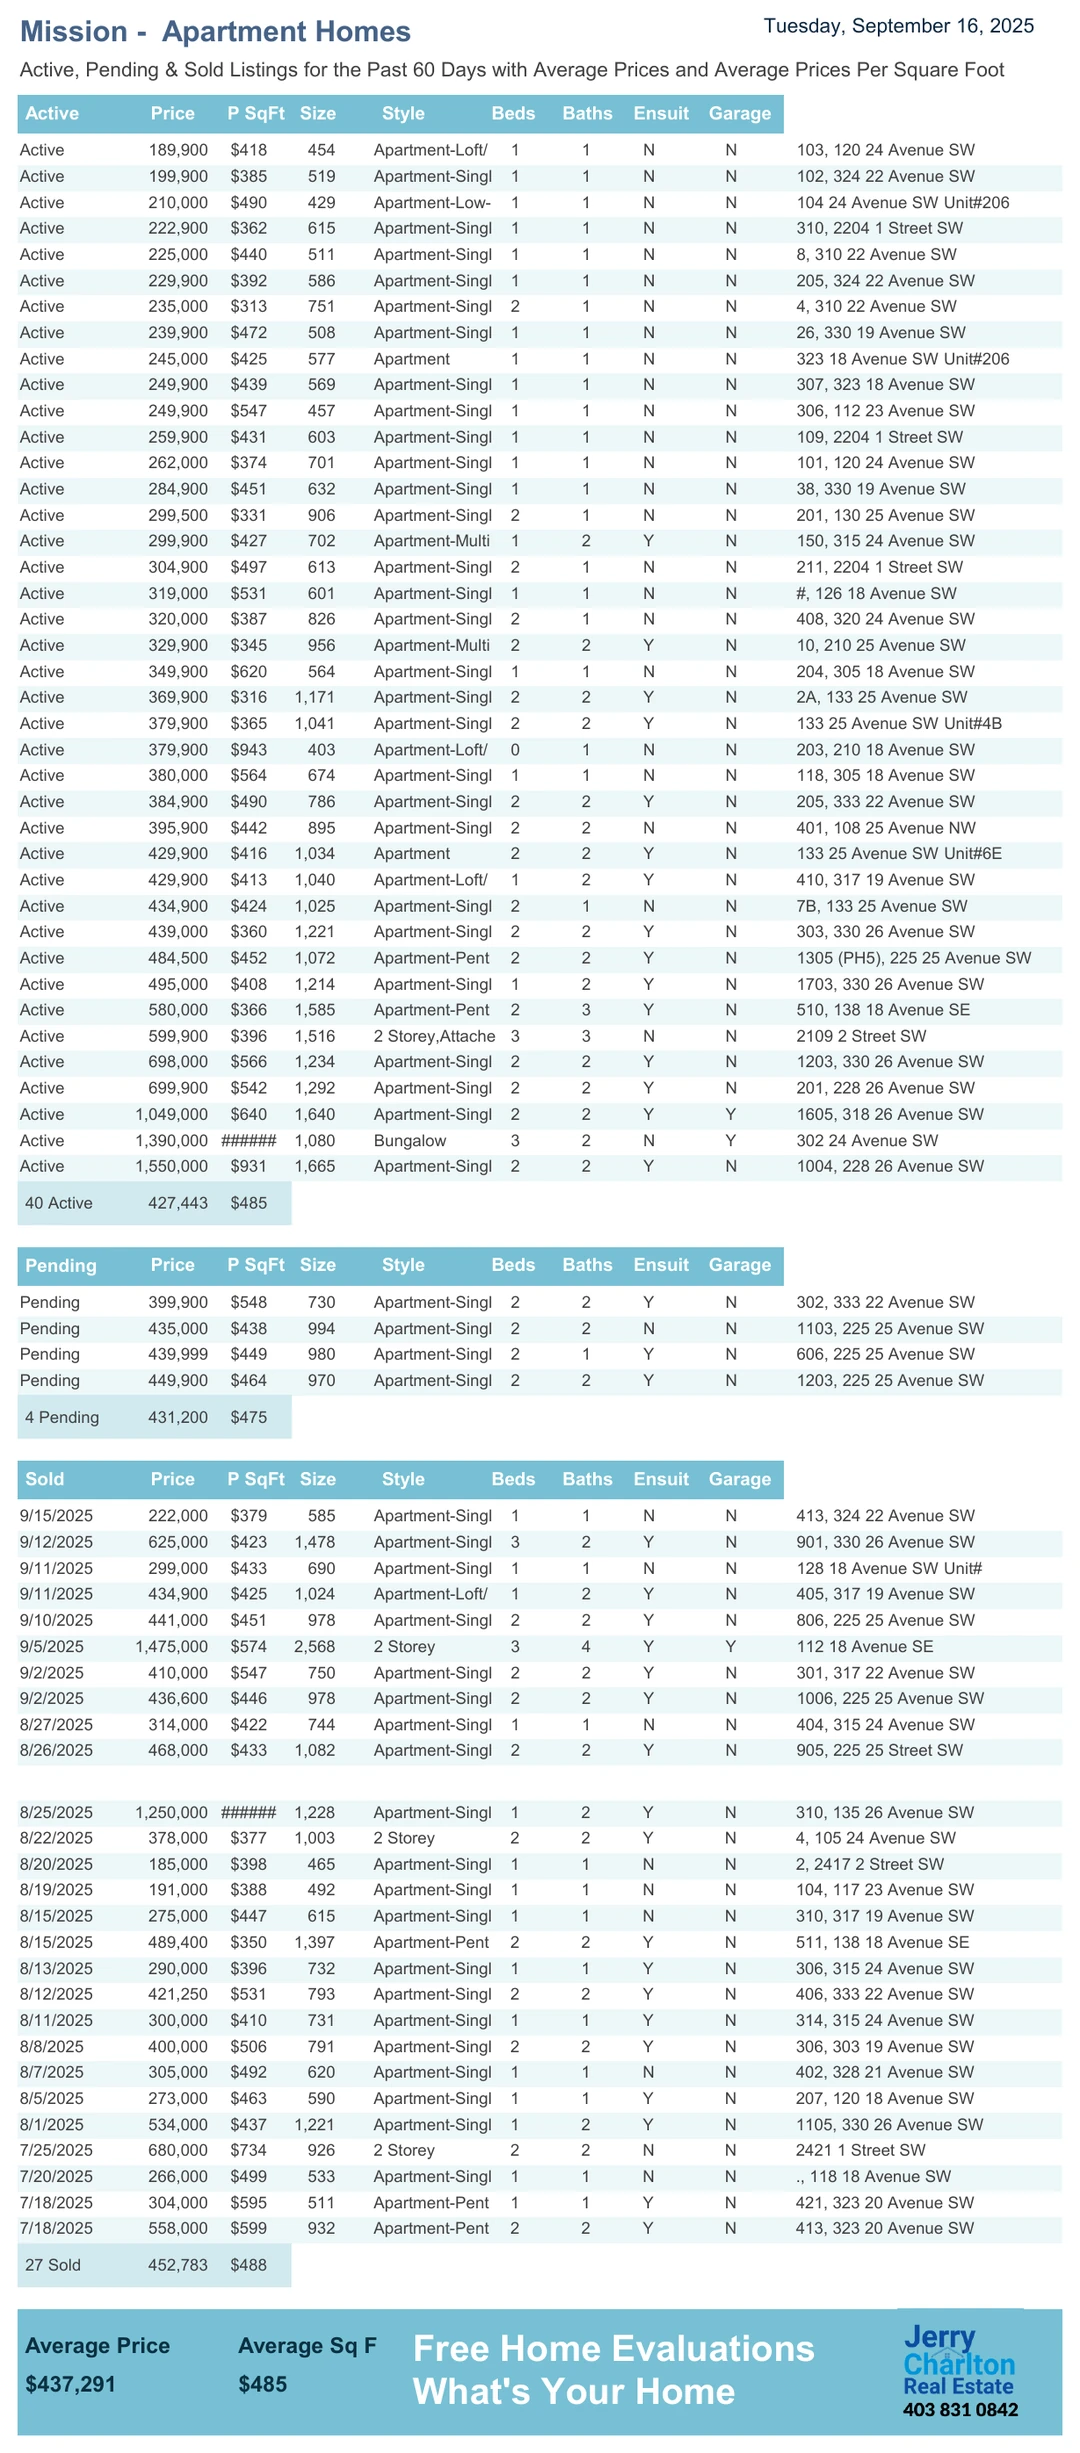 Mission -  Apartment Homes
Tuesday, September 16, 2025
Active, Pending & Sold Listings for the Past 60 Days with Average Prices and Average Prices Per Square Foot
Active Price P SqFt Size Style Beds Baths Ensuit Garage
Active 189,900 $418 454 Apartment-Loft/ 1 1 N N 103, 120 24 Avenue SW
Active 199,900 $385 519 Apartment-Singl 1 1 N N 102, 324 22 Avenue SW
Active 210,000 $490 429 Apartment-Low- 1 1 N N 104 24 Avenue SW Unit#206
Active 222,900 $362 615 Apartment-Singl 1 1 N N 310, 2204 1 Street SW
Active 225,000 $440 511 Apartment-Singl 1 1 N N 8, 310 22 Avenue SW
Active 229,900 $392 586 Apartment-Singl 1 1 N N 205, 324 22 Avenue SW
Active 235,000 $313 751 Apartment-Singl 2 1 N N 4, 310 22 Avenue SW
Active 239,900 $472 508 Apartment-Singl 1 1 N N 26, 330 19 Avenue SW
Active 245,000 $425 577 Apartment 1 1 N N 323 18 Avenue SW Unit#206
Active 249,900 $439 569 Apartment-Singl 1 1 N N 307, 323 18 Avenue SW
Active 249,900 $547 457 Apartment-Singl 1 1 N N 306, 112 23 Avenue SW
Active 259,900 $431 603 Apartment-Singl 1 1 N N 109, 2204 1 Street SW
Active 262,000 $374 701 Apartment-Singl 1 1 N N 101, 120 24 Avenue SW
Active 284,900 $451 632 Apartment-Singl 1 1 N N 38, 330 19 Avenue SW
Active 299,500 $331 906 Apartment-Singl 2 1 N N 201, 130 25 Avenue SW
Active 299,900 $427 702 Apartment-Multi 1 2 Y N 150, 315 24 Avenue SW
Active 304,900 $497 613 Apartment-Singl 2 1 N N 211, 2204 1 Street SW
Active 319,000 $531 601 Apartment-Singl 1 1 N N #, 126 18 Avenue SW
Active 320,000 $387 826 Apartment-Singl 2 1 N N 408, 320 24 Avenue SW
Active 329,900 $345 956 Apartment-Multi 2 2 Y N 10, 210 25 Avenue SW
Active 349,900 $620 564 Apartment-Singl 1 1 N N 204, 305 18 Avenue SW
Active 369,900 $316 1,171 Apartment-Singl 2 2 Y N 2A, 133 25 Avenue SW
Active 379,900 $365 1,041 Apartment-Singl 2 2 Y N 133 25 Avenue SW Unit#4B
Active 379,900 $943 403 Apartment-Loft/ 0 1 N N 203, 210 18 Avenue SW
Active 380,000 $564 674 Apartment-Singl 1 1 N N 118, 305 18 Avenue SW
Active 384,900 $490 786 Apartment-Singl 2 2 Y N 205, 333 22 Avenue SW
Active 395,900 $442 895 Apartment-Singl 2 2 N N 401, 108 25 Avenue NW
Active 429,900 $416 1,034 Apartment 2 2 Y N 133 25 Avenue SW Unit#6E
Active 429,900 $413 1,040 Apartment-Loft/ 1 2 Y N 410, 317 19 Avenue SW
Active 434,900 $424 1,025 Apartment-Singl 2 1 N N 7B, 133 25 Avenue SW
Active 439,000 $360 1,221 Apartment-Singl 2 2 Y N 303, 330 26 Avenue SW
Active 484,500 $452 1,072 Apartment-Pent 2 2 Y N 1305 (PH5), 225 25 Avenue SW
Active 495,000 $408 1,214 Apartment-Singl 1 2 Y N 1703, 330 26 Avenue SW
Active 580,000 $366 1,585 Apartment-Pent 2 3 Y N 510, 138 18 Avenue SE
Active 599,900 $396 1,516 2 Storey,Attache 3 3 N N 2109 2 Street SW
Active 698,000 $566 1,234 Apartment-Singl 2 2 Y N 1203, 330 26 Avenue SW
Active 699,900 $542 1,292 Apartment-Singl 2 2 Y N 201, 228 26 Avenue SW
Active 1,049,000 $640 1,640 Apartment-Singl 2 2 Y Y 1605, 318 26 Avenue SW
Active 1,390,000 ###### 1,080 Bungalow 3 2 N Y 302 24 Avenue SW
Active 1,550,000 $931 1,665 Apartment-Singl 2 2 Y N 1004, 228 26 Avenue SW
40 Active 427,443 $485
Pending Price P SqFt Size Style Beds Baths Ensuit Garage
Pending 399,900 $548 730 Apartment-Singl 2 2 Y N 302, 333 22 Avenue SW
Pending 435,000 $438 994 Apartment-Singl 2 2 N N 1103, 225 25 Avenue SW
Pending 439,999 $449 980 Apartment-Singl 2 1 Y N 606, 225 25 Avenue SW
Pending 449,900 $464 970 Apartment-Singl 2 2 Y N 1203, 225 25 Avenue SW
4 Pending 431,200 $475
Sold Price P SqFt Size Style Beds Baths Ensuit Garage
9/15/2025 222,000 $379 585 Apartment-Singl 1 1 N N 413, 324 22 Avenue SW
9/12/2025 625,000 $423 1,478 Apartment-Singl 3 2 Y N 901, 330 26 Avenue SW
9/11/2025 299,000 $433 690 Apartment-Singl 1 1 N N 128 18 Avenue SW Unit#
9/11/2025 434,900 $425 1,024 Apartment-Loft/ 1 2 Y N 405, 317 19 Avenue SW
9/10/2025 441,000 $451 978 Apartment-Singl 2 2 Y N 806, 225 25 Avenue SW
9/5/2025 1,475,000 $574 2,568 2 Storey 3 4 Y Y 112 18 Avenue SE
9/2/2025 410,000 $547 750 Apartment-Singl 2 2 Y N 301, 317 22 Avenue SW
9/2/2025 436,600 $446 978 Apartment-Singl 2 2 Y N 1006, 225 25 Avenue SW
8/27/2025 314,000 $422 744 Apartment-Singl 1 1 N N 404, 315 24 Avenue SW
8/26/2025 468,000 $433 1,082 Apartment-Singl 2 2 Y N 905, 225 25 Street SW
8/25/2025 1,250,000 ###### 1,228 Apartment-Singl 1 2 Y N 310, 135 26 Avenue SW
8/22/2025 378,000 $377 1,003 2 Storey 2 2 Y N 4, 105 24 Avenue SW
8/20/2025 185,000 $398 465 Apartment-Singl 1 1 N N 2, 2417 2 Street SW
8/19/2025 191,000 $388 492 Apartment-Singl 1 1 N N 104, 117 23 Avenue SW
8/15/2025 275,000 $447 615 Apartment-Singl 1 1 N N 310, 317 19 Avenue SW
8/15/2025 489,400 $350 1,397 Apartment-Pent 2 2 Y N 511, 138 18 Avenue SE
8/13/2025 290,000 $396 732 Apartment-Singl 1 1 Y N 306, 315 24 Avenue SW
8/12/2025 421,250 $531 793 Apartment-Singl 2 2 Y N 406, 333 22 Avenue SW
8/11/2025 300,000 $410 731 Apartment-Singl 1 1 Y N 314, 315 24 Avenue SW
8/8/2025 400,000 $506 791 Apartment-Singl 2 2 Y N 306, 303 19 Avenue SW
8/7/2025 305,000 $492 620 Apartment-Singl 1 1 N N 402, 328 21 Avenue SW
8/5/2025 273,000 $463 590 Apartment-Singl 1 1 Y N 207, 120 18 Avenue SW
8/1/2025 534,000 $437 1,221 Apartment-Singl 1 2 Y N 1105, 330 26 Avenue SW
7/25/2025 680,000 $734 926 2 Storey 2 2 N N 2421 1 Street SW
7/20/2025 266,000 $499 533 Apartment-Singl 1 1 N N ., 118 18 Avenue SW
7/18/2025 304,000 $595 511 Apartment-Pent 1 1 Y N 421, 323 20 Avenue SW
7/18/2025 558,000 $599 932 Apartment-Pent 2 2 Y N 413, 323 20 Avenue SW
27 Sold 452,783 $488
Average Price Average Sq F
$437,291 $485
Free Home Evaluations
What's Your Home
Jerry
Charlton
Real Estate
403 831 0842